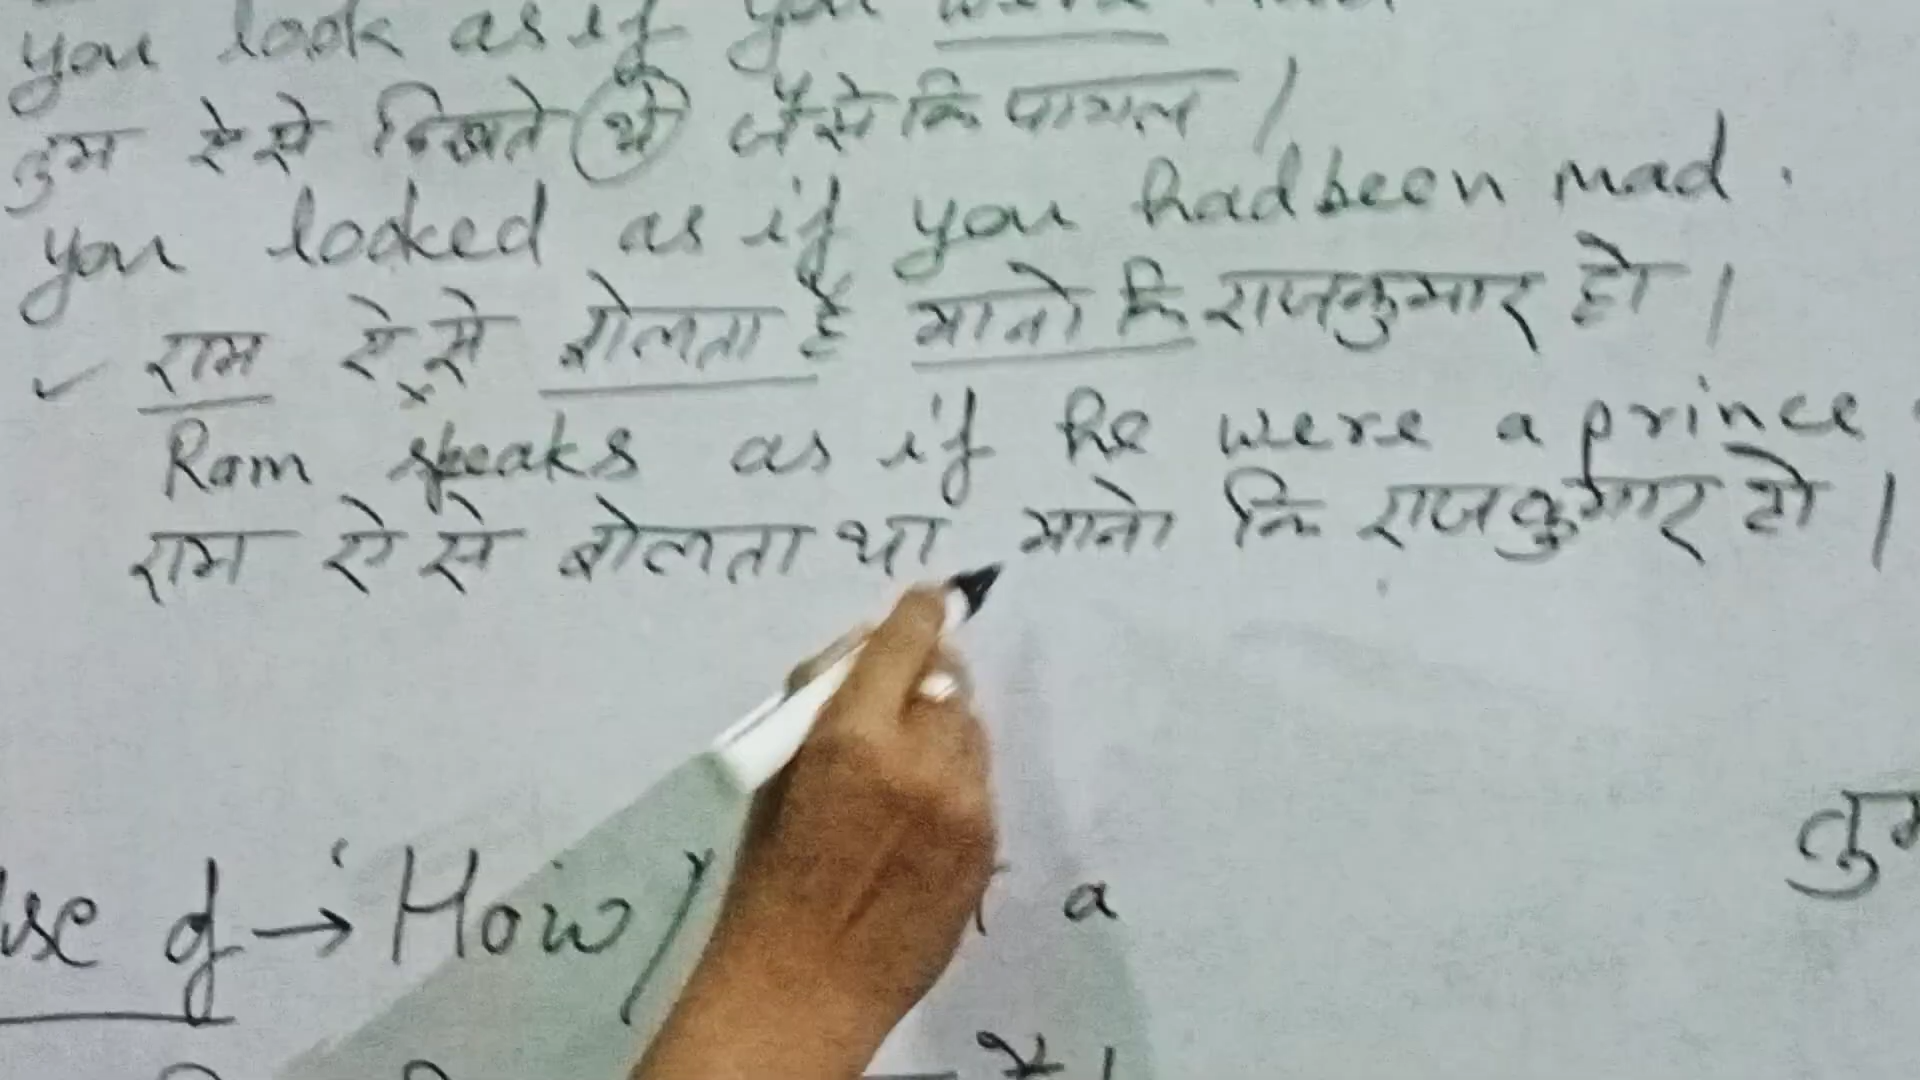 you look as if you were
तुम ऐसे दिखते थे जैसे कि पागल ।
you looked as if you had been mad .
राम ऐसे बोलता है मानो कि राजकुमार हो ।
Ram speaks as if he were a prince .
राम ऐसे बोलता था मानो कि राजकुमार हो ।
तुम
use of → 'How / a